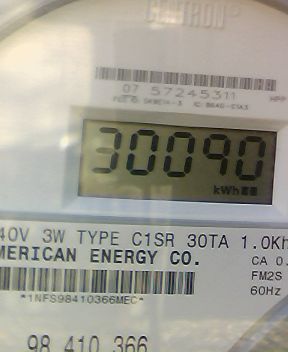 CENTRON®
07 57245311
30090
kWh
40V 3W TYPE C1SR 30TA 1.0Kh
MERICAN ENERGY CO.
CA 0.
FM2S
60Hz
*1NFS98410366MEC*
98 410 366